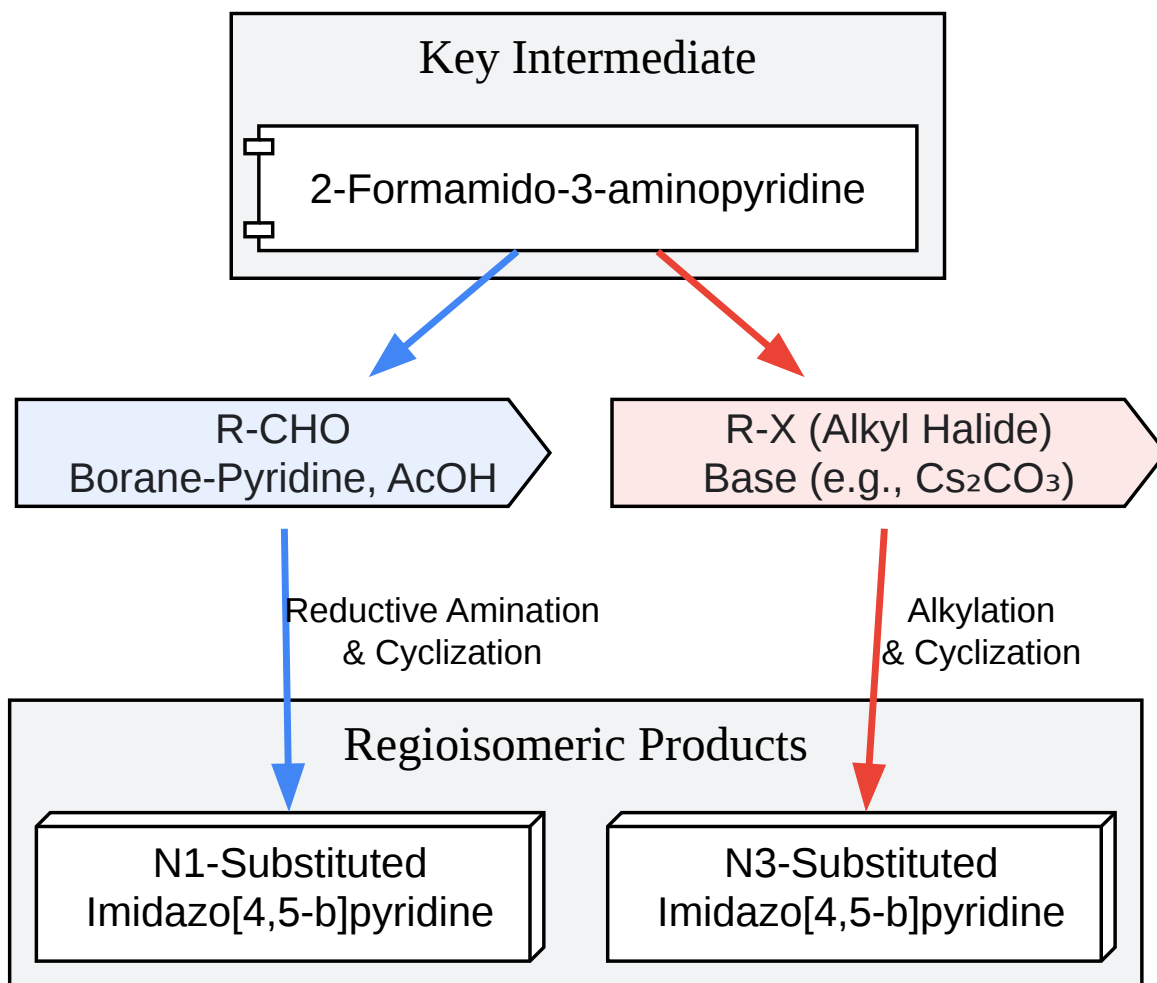 Key Intermediate
2-Formamido-3-aminopyridine
R-CHO
Borane-Pyridine, AcOH
R-X (Alkyl Halide)
Base (e.g., Cs₂CO₃)
Reductive Amination
& Cyclization
Alkylation
& Cyclization
Regioisomeric Products
N1-Substituted
Imidazo[4,5-b]pyridine
N3-Substituted
Imidazo[4,5-b]pyridine